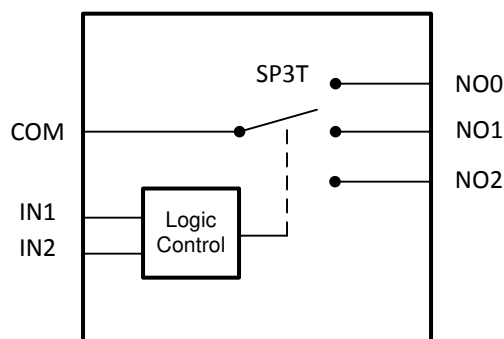 SP3T
NO0
COM
NO1
NO2
IN1
IN2
Logic
Control